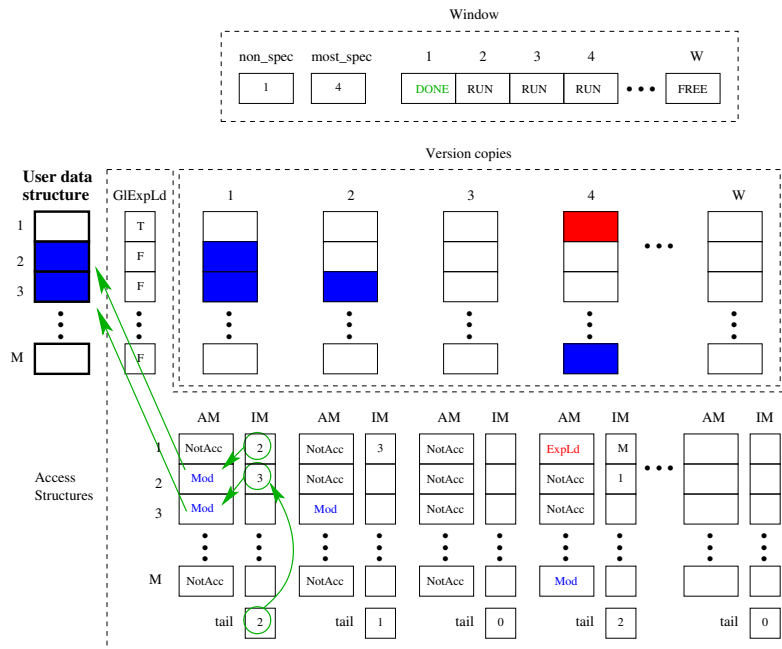 Window
non_spec most_spec 1 2 3 4 W
1 4 DONE RUN RUN RUN ••• FREE
Version copies
User data
structure
GlExpLd 1 2 3 4 W
1 T
2 F
3 F
M F
AM IM AM IM AM IM AM IM AM IM
1 NotAcc 2 NotAcc 3 NotAcc ExpLd M
Access
Structures
2 Mod 3 NotAcc NotAcc NotAcc 1
3 Mod Mod NotAcc NotAcc
M NotAcc NotAcc NotAcc Mod
tail 2 tail 1 tail 0 tail 2 tail 0